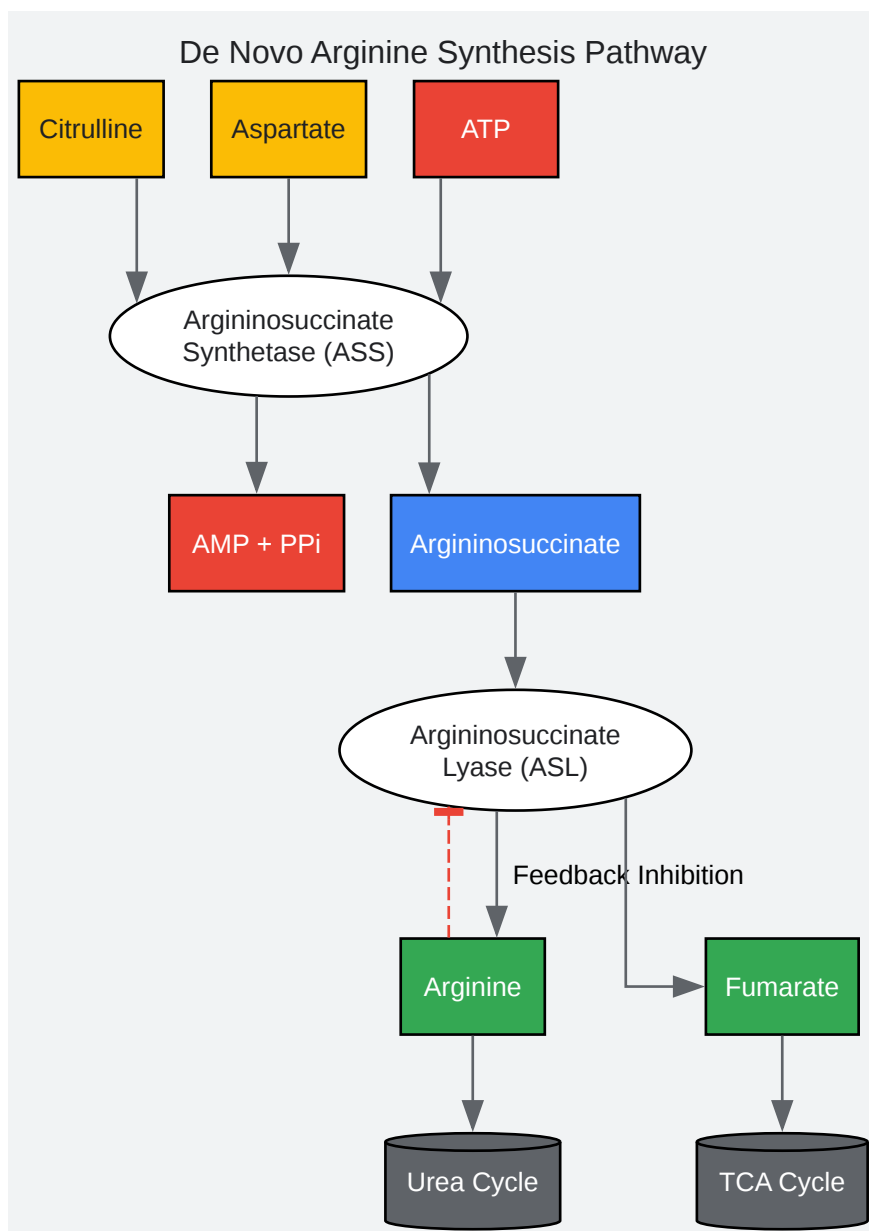 De Novo Arginine Synthesis Pathway
Citrulline
Aspartate
ATP
Argininosuccinate
Synthetase (ASS)
AMP + PPi
Argininosuccinate
Argininosuccinate
Lyase (ASL)
Feedback Inhibition
Arginine
Fumarate
Urea Cycle
TCA Cycle